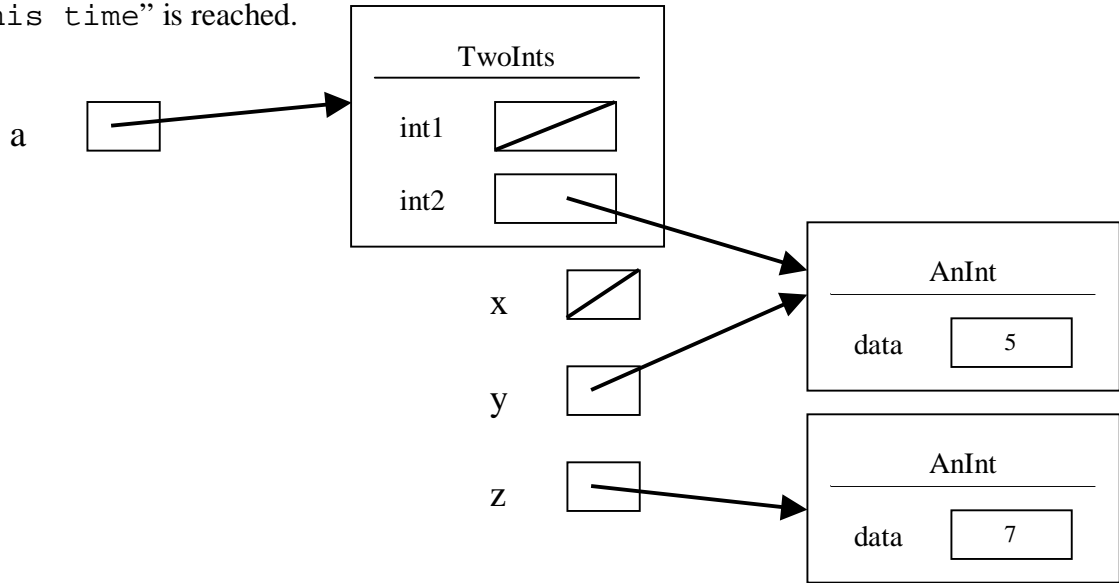 his time” is reached.
TwoInts
a
int1
int2
AnInt
x
data 5
y
AnInt
z
data 7